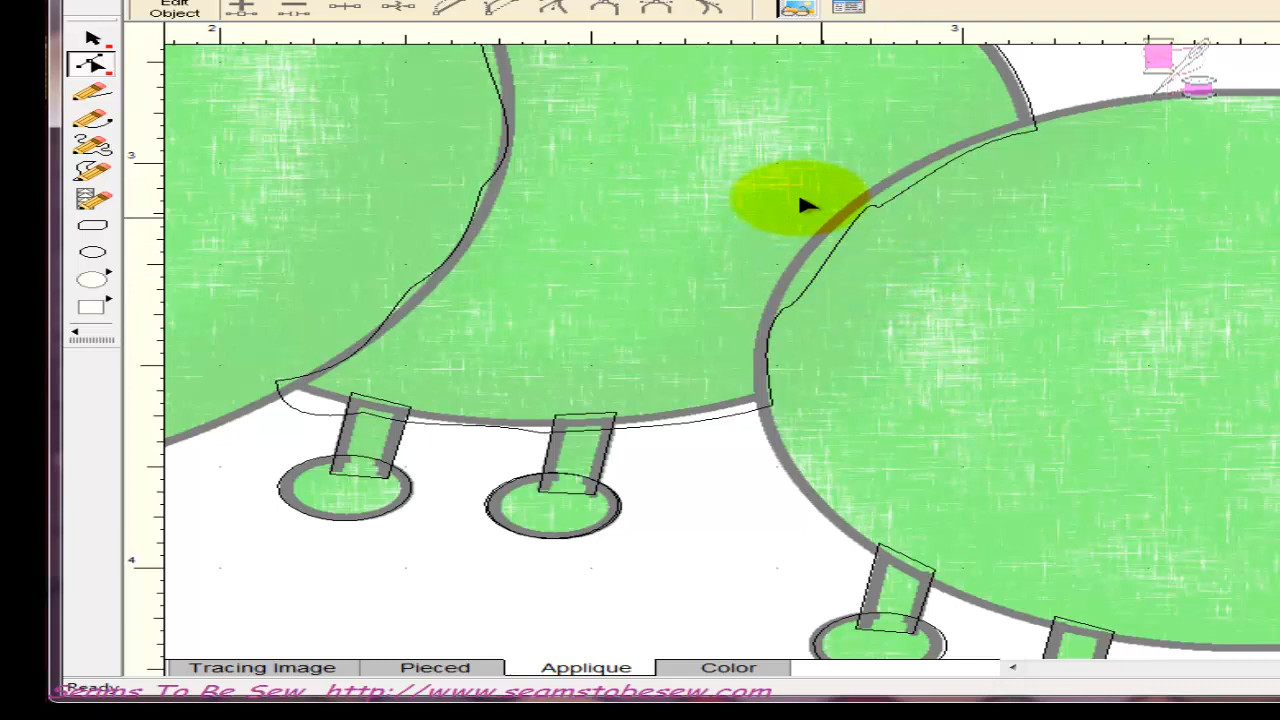 Edit
Object
2
3
3
4
Tracing Image Pieced Applique Color
Ready
Seams To Be Sew http://www.seamstobesew.com